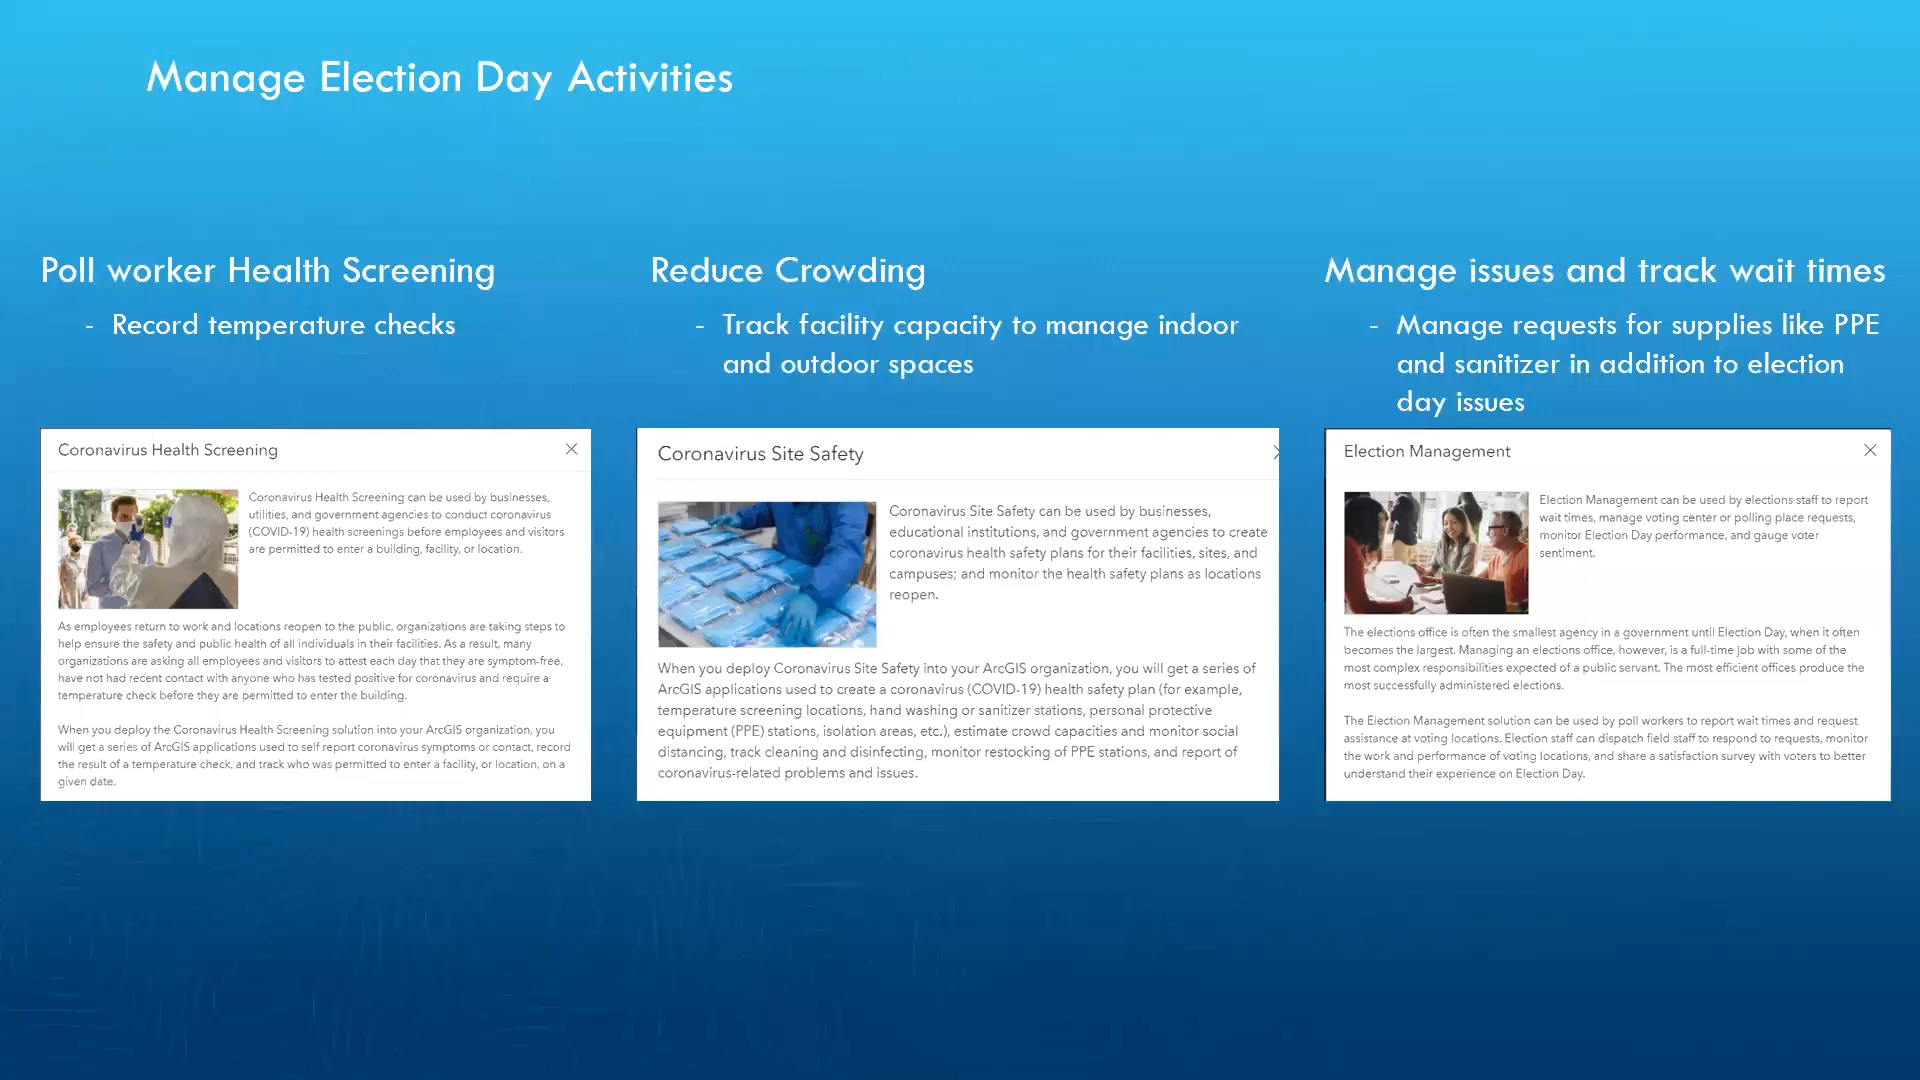 Manage Election Day Activities
Poll worker Health Screening
- Record temperature checks
Coronavirus Health Screening
Coronavirus Health Screening can be used by businesses,
utilities, and government agencies to conduct coronavirus
(COVID-19) health screenings before employees and visitors
are permitted to enter a building, facility, or location.
As employees return to work and locations reopen to the public, organizations are taking steps to
help ensure the safety and public health of all individuals in their facilities. As a result, many
organizations are asking all employees and visitors to attest each day that they are symptom-free,
have not had recent contact with anyone who has tested positive for coronavirus and require a
temperature check before they are permitted to enter the building.
When you deploy the Coronavirus Health Screening solution into your ArcGIS organization, you
will get a series of ArcGIS applications used to self report coronavirus symptoms or contact, record
the result of a temperature check, and track who was permitted to enter a facility, or location, on a
given date.
Reduce Crowding
- Track facility capacity to manage indoor
and outdoor spaces
Coronavirus Site Safety
Coronavirus Site Safety can be used by businesses,
educational institutions, and government agencies to create
coronavirus health safety plans for their facilities, sites, and
campuses; and monitor the health safety plans as locations
reopen.
When you deploy Coronavirus Site Safety into your ArcGIS organization, you will get a series of
ArcGIS applications used to create a coronavirus (COVID-19) health safety plan (for example,
temperature screening locations, hand washing or sanitizer stations, personal protective
equipment (PPE) stations, isolation areas, etc.), estimate crowd capacities and monitor social
distancing, track cleaning and disinfecting, monitor restocking of PPE stations, and report of
coronavirus-related problems and issues.
Manage issues and track wait times
- Manage requests for supplies like PPE
and sanitizer in addition to election
day issues
Election Management
Election Management can be used by elections staff to report
wait times, manage voting center or polling place requests,
monitor Election Day performance, and gauge voter
sentiment.
The elections office is often the smallest agency in a government until Election Day, when it often
becomes the largest. Managing an elections office, however, is a full-time job with some of the
most complex responsibilities expected of a public servant. The most efficient offices produce the
most successfully administered elections.
The Election Management solution can be used by poll workers to report wait times and request
assistance at voting locations. Election staff can dispatch field staff to respond to requests, monitor
the work and performance of voting locations, and share a satisfaction survey with voters to better
understand their experience on Election Day.